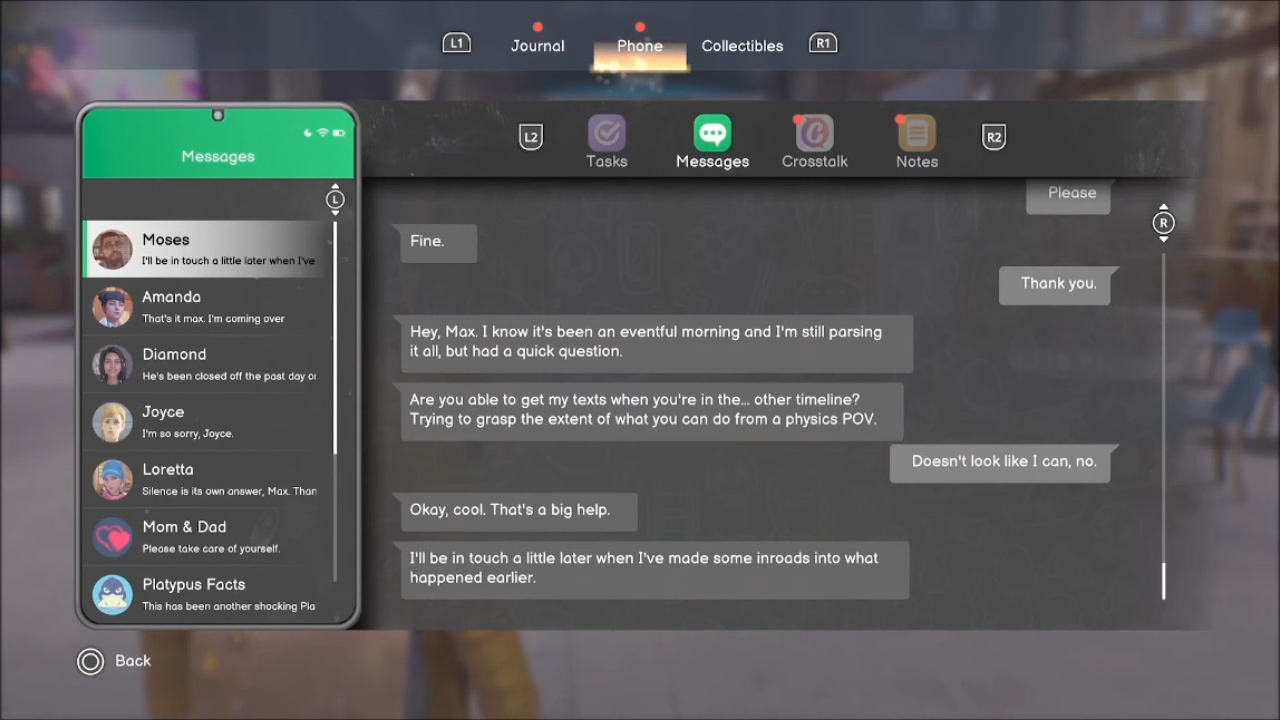 L1
Journal
Phone
Collectibles
R1
Messages
L2
Tasks
Messages
Crosstalk
Notes
R2
L
Moses
I'll be in touch a little later when I've
Amanda
That's it max. I'm coming over
Diamond
He's been closed off the past day or
Joyce
I'm so sorry, Joyce.
Loretta
Silence is its own answer, Max. Than
Mom & Dad
Please take care of yourself.
Platypus Facts
This has been another shocking Pla
Please
R
Fine.
Thank you.
Hey, Max. I know it's been an eventful morning and I'm still parsing
it all, but had a quick question.
Are you able to get my texts when you're in the... other timeline?
Trying to grasp the extent of what you can do from a physics POV.
Doesn't look like I can, no.
Okay, cool. That's a big help.
I'll be in touch a little later when I've made some inroads into what
happened earlier.
Back